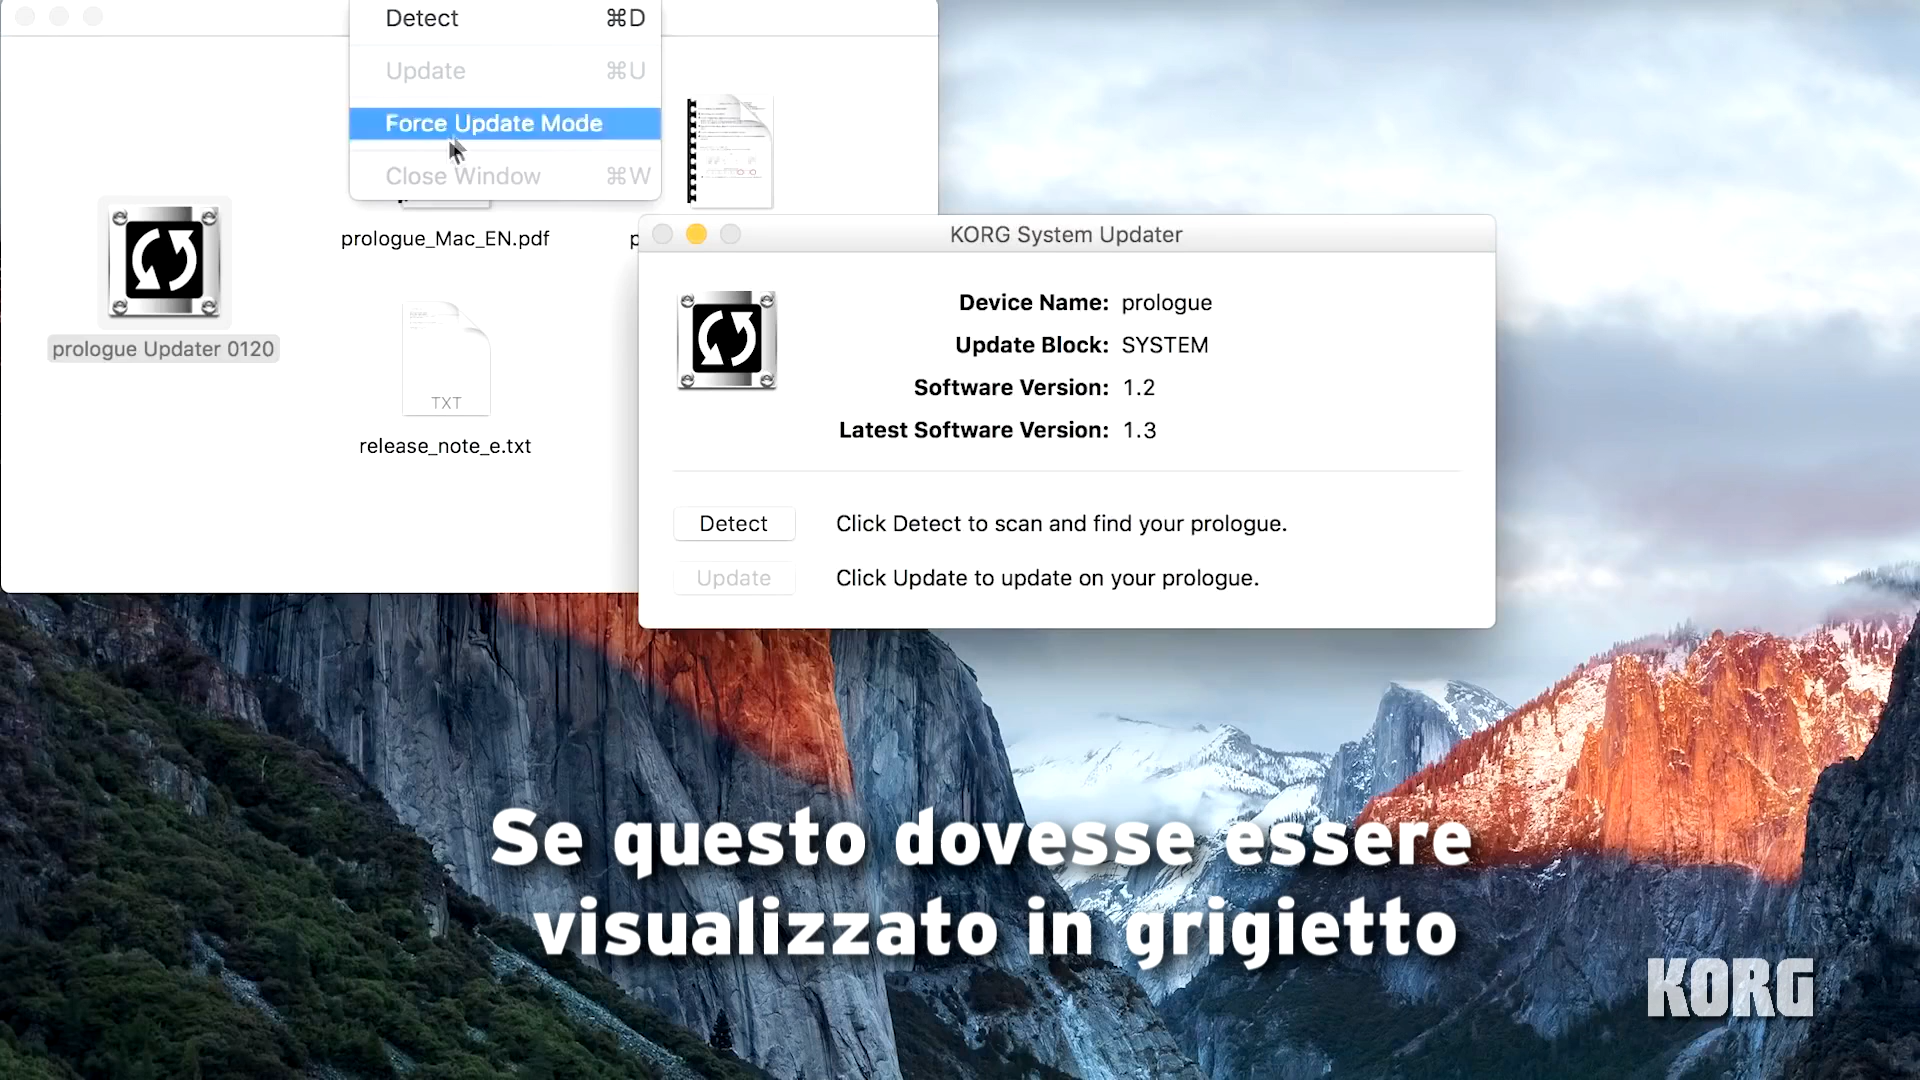 Detect ⌘D
Update ⌘U
Force Update Mode
Close Window ⌘W
prologue_Mac_EN.pdf
prologue Updater 0120
TXT
release_note_e.txt
KORG System Updater
Device Name: prologue
Update Block: SYSTEM
Software Version: 1.2
Latest Software Version: 1.3
Detect Click Detect to scan and find your prologue.
Update Click Update to update on your prologue.
Se questo dovesse essere
visualizzato in grigietto
KORG